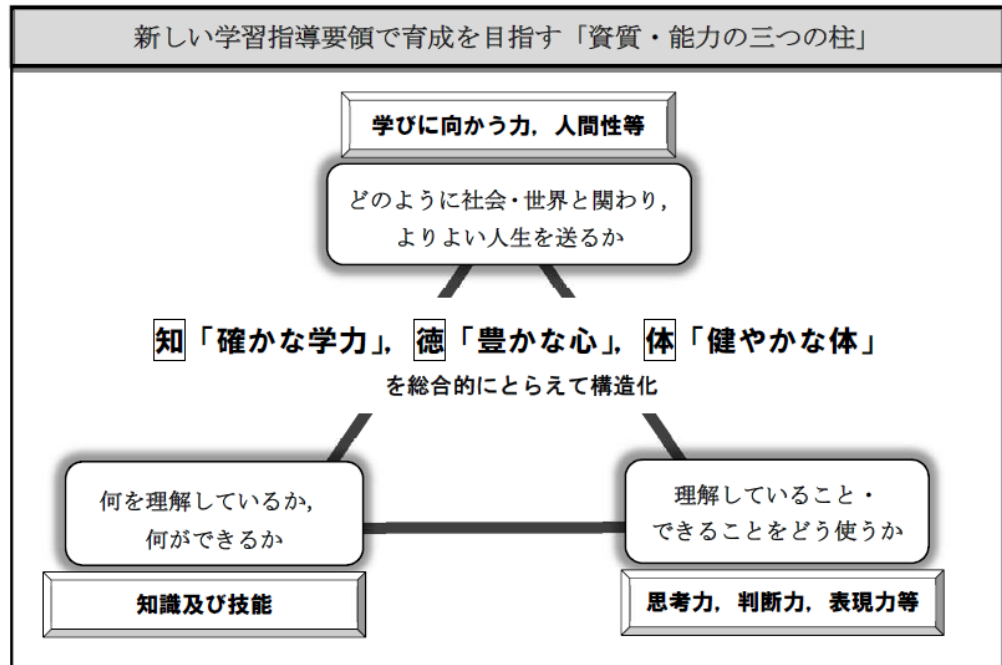 新しい学習指導要領で育成を目指す「資質・能力の三つの柱」
学びに向かう力，人間性等
どのように社会・世界と関わり，
よりよい人生を送るか
知「確かな学力」，徳「豊かな心」，体「健やかな体」
を総合的にとらえて構造化
何を理解しているか，
何ができるか
知識及び技能
理解していること・
できることをどう使うか
思考力，判断力，表現力等